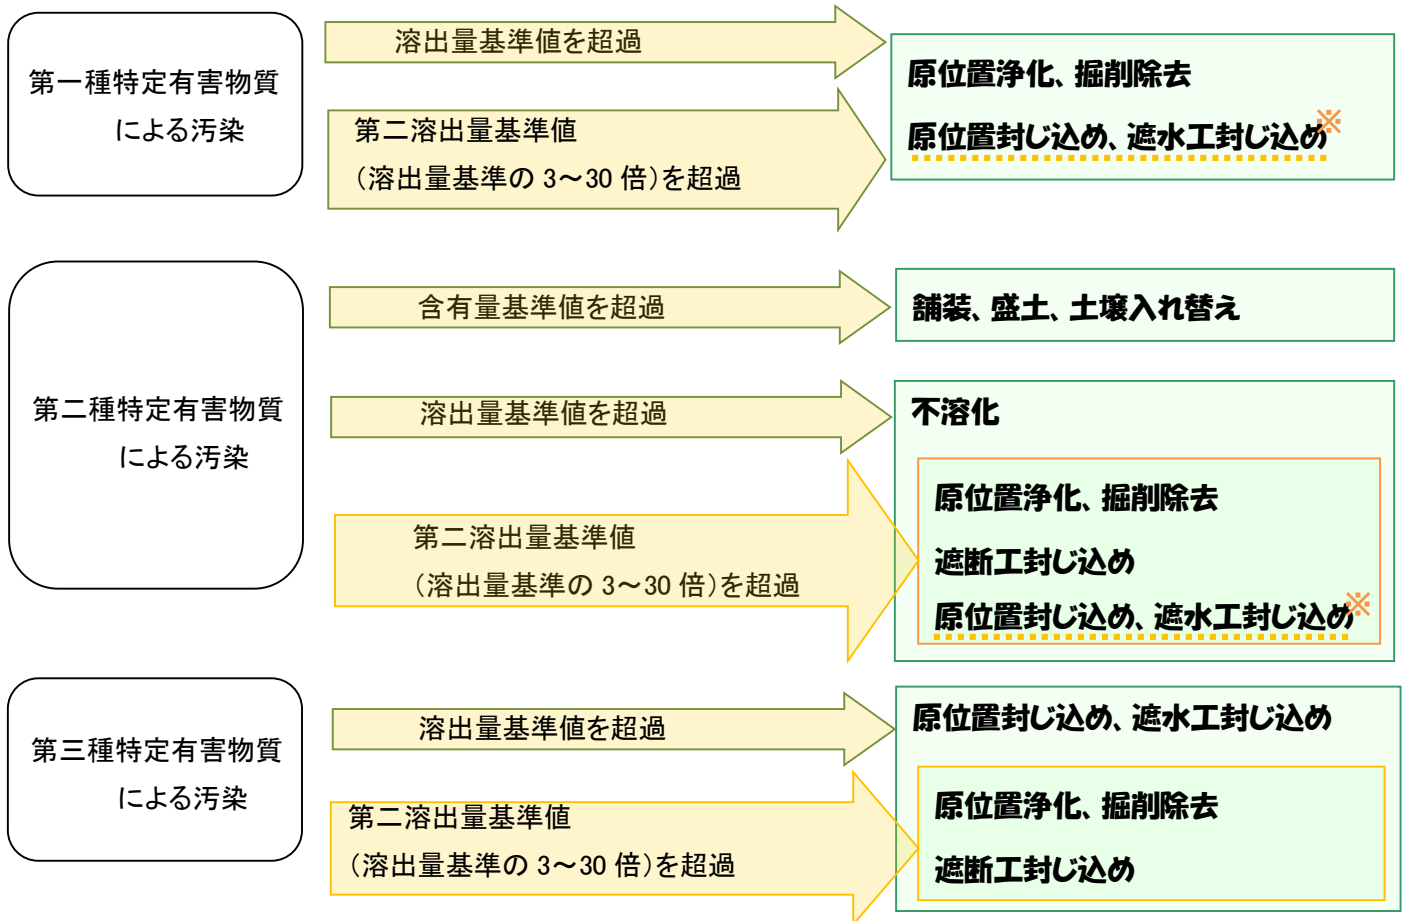 第一種特定有害物質
による汚染
溶出量基準値を超過
第二溶出量基準値
（溶出量基準の 3～30 倍）を超過
原位置浄化、掘削除去
原位置封じ込め、遮水工封じ込め※
第二種特定有害物質
による汚染
含有量基準値を超過
舗装、盛土、土壌入れ替え
溶出量基準値を超過
不溶化
第二溶出量基準値
（溶出量基準の 3～30 倍）を超過
原位置浄化、掘削除去
遮断工封じ込め
原位置封じ込め、遮水工封じ込め※
第三種特定有害物質
による汚染
溶出量基準値を超過
原位置封じ込め、遮水工封じ込め
第二溶出量基準値
（溶出量基準の 3～30 倍）を超過
原位置浄化、掘削除去
遮断工封じ込め